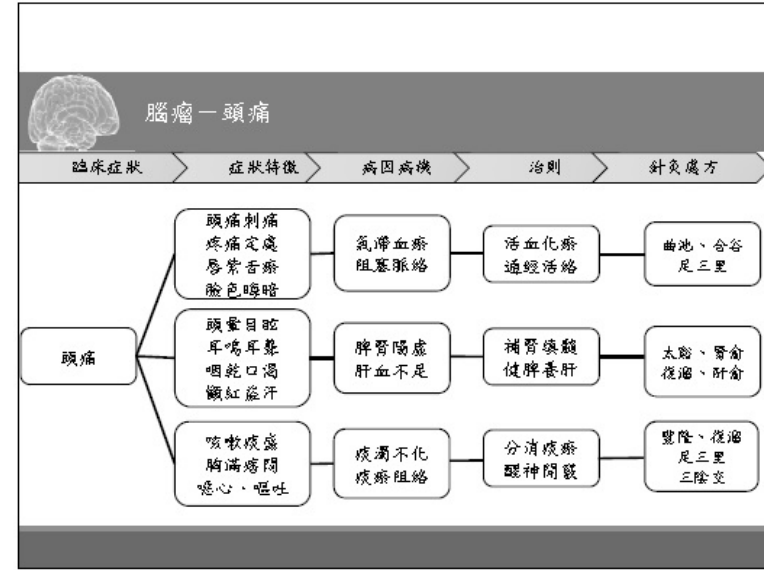 腦瘤－頭痛
臨床症狀
症狀特徵
病因病機
治則
針灸處方
頭痛
頭痛刺痛
疼痛定處
唇紫舌瘀
臉色晦暗
氣滯血瘀
阻塞脈絡
活血化瘀
通經活絡
曲池、合谷
足三里
頭暈目眩
耳鳴耳聾
咽乾口渴
顴紅盜汗
脾腎陽虛
肝血不足
補腎填髓
健脾養肝
太谿、腎俞
復溜、肝俞
咳嗽痰盛
胸滿痞悶
噁心、嘔吐
痰濁不化
痰瘀阻絡
分消痰瘀
醒神開竅
豐隆、復溜
足三里
三陰交